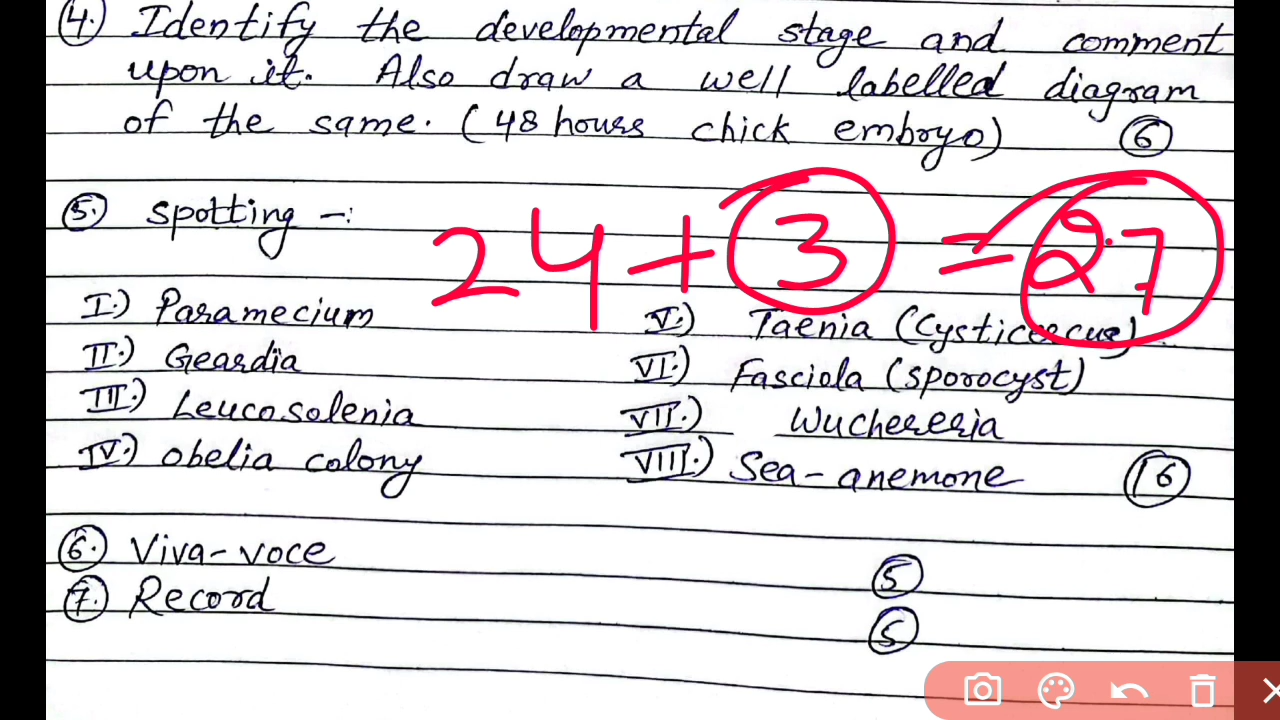 4. Identify the developmental stage and comment
upon it. Also draw a well labelled diagram
of the same. (48 hours chick embryo) 6
5. Spotting -:
24 + 3 = 27
I.) Paramecium
II.) Geardia
III.) Leucosolenia
IV.) obelia colony
V.) Taenia (Cysticercus)
VI.) Fasciola (sporocyst)
VII.) Wuchereria
VIII.) Sea-anemone 16
6. Viva-voce 5
7. Record 5